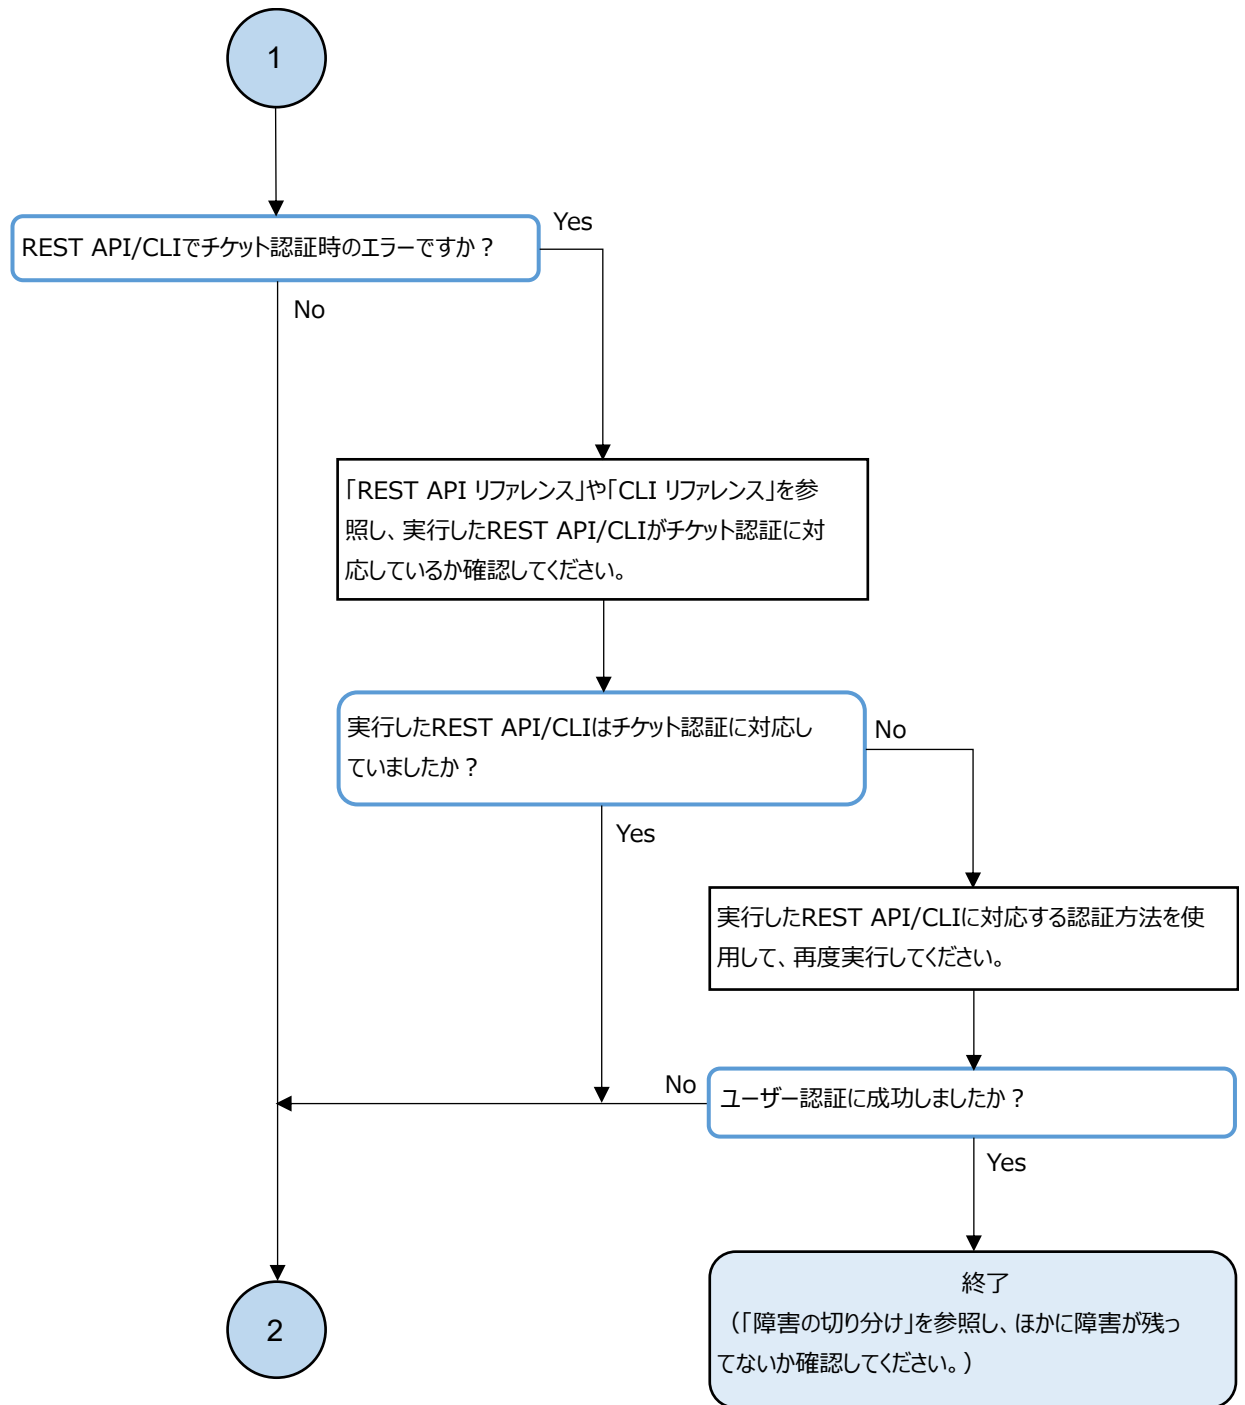 1
REST API/CLIでチケット認証時のエラーですか？
Yes
No
「REST API リファレンス」や「CLI リファレンス」を参
照し、実行したREST API/CLIがチケット認証に対
応しているか確認してください。
実行したREST API/CLIはチケット認証に対応し
ていましたか？
No
Yes
実行したREST API/CLIに対応する認証方法を使
用して、再度実行してください。
No
ユーザー認証に成功しましたか？
Yes
2
終了
（「障害の切り分け」を参照し、ほかに障害が残っ
てないか確認してください。）